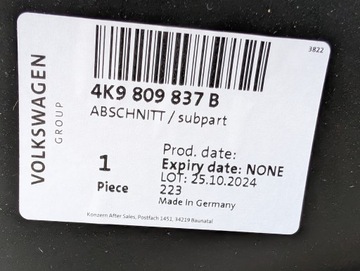 3822
VOLKSWAGEN
GROUP
4K9 809 837 B
ABSCHNITT / subpart
1
Piece
Prod. date:
Expiry date: NONE
LOT: 25.10.2024
223
Made In Germany
Konzern After Sales, Postfach 1451, 34219 Baunatal